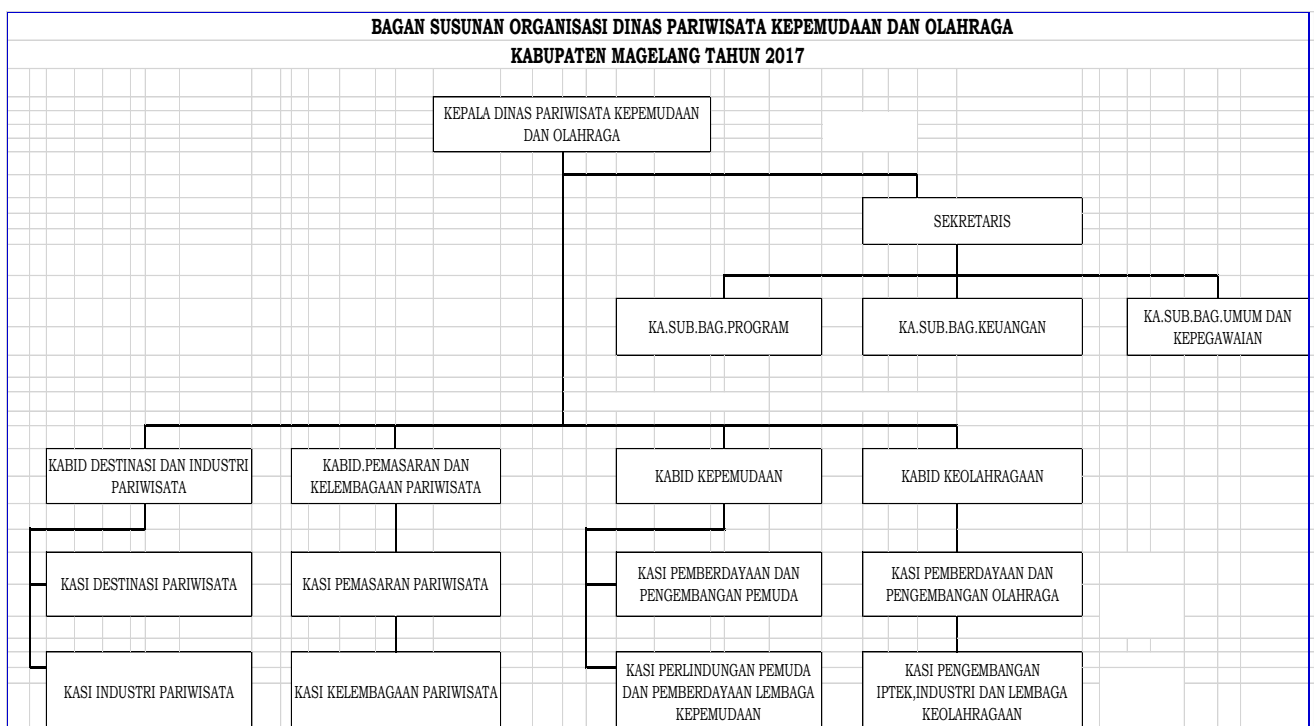 BAGAN SUSUNAN ORGANISASI DINAS PARIWISATA KEPEMUDAAN DAN OLAHRAGA
KABUPATEN MAGELANG TAHUN 2017
KEPALA DINAS PARIWISATA KEPEMUDAAN
DAN OLAHRAGA
SEKRETARIS
KA.SUB.BAG.PROGRAM
KA.SUB.BAG.KEUANGAN
KA.SUB.BAG.UMUM DAN
KEPEGAWAIAN
KABID DESTINASI DAN INDUSTRI
PARIWISATA
KABID.PEMASARAN DAN
KELEMBAGAAN PARIWISATA
KABID KEPEMUDAAN
KABID KEOLAHRAGAAN
KASI DESTINASI PARIWISATA
KASI PEMASARAN PARIWISATA
KASI PEMBERDAYAAN DAN
PENGEMBANGAN PEMUDA
KASI PEMBERDAYAAN DAN
PENGEMBANGAN OLAHRAGA
KASI INDUSTRI PARIWISATA
KASI KELEMBAGAAN PARIWISATA
KASI PERLINDUNGAN PEMUDA
DAN PEMBERDAYAAN LEMBAGA
KEPEMUDAAN
KASI PENGEMBANGAN
IPTEK,INDUSTRI DAN LEMBAGA
KEOLAHRAGAAN